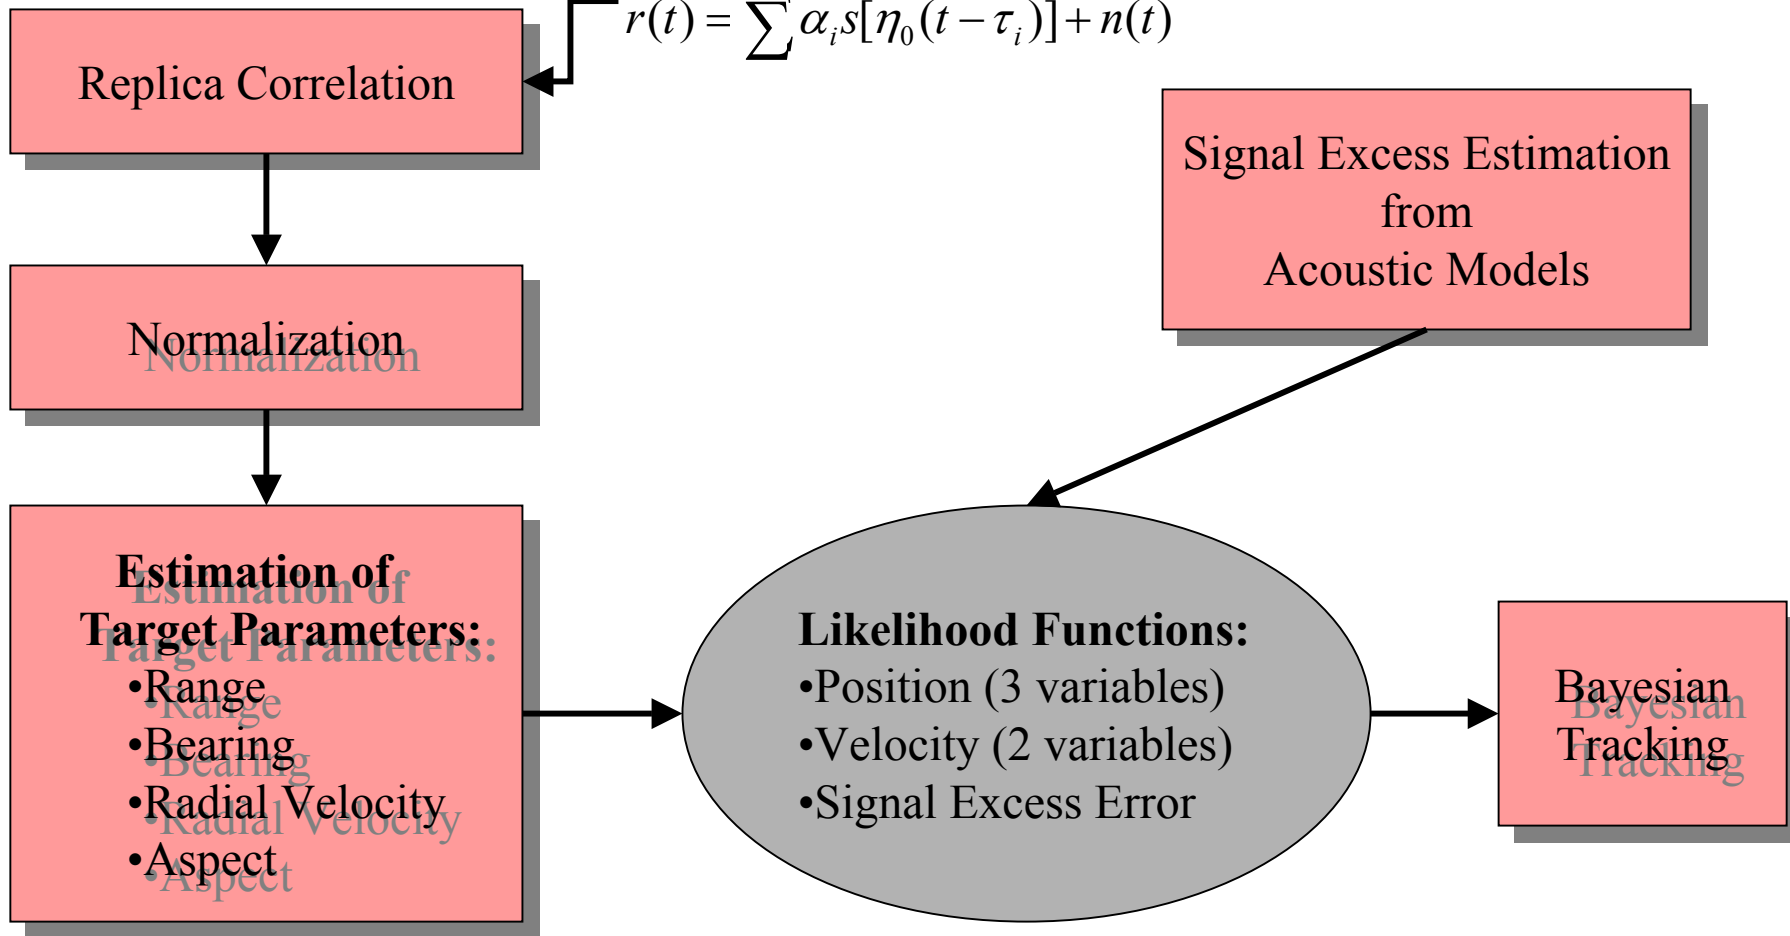 r(t) = ∑ α_i s[η_0 (t − τ_i)] + n(t)
Replica Correlation
Signal Excess Estimation
from
Acoustic Models
Normalization
Estimation of
Target Parameters:
•Range
•Bearing
•Radial Velocity
•Aspect
Likelihood Functions:
•Position (3 variables)
•Velocity (2 variables)
•Signal Excess Error
Bayesian
Tracking